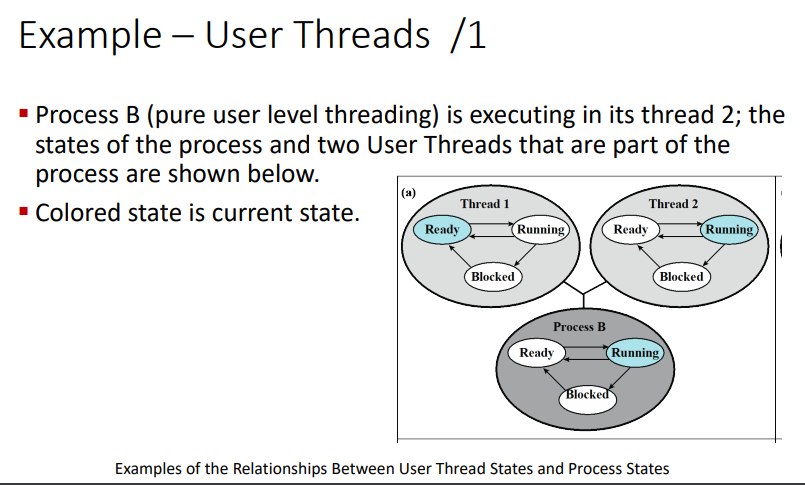 Example – User Threads /1
▪ Process B (pure user level threading) is executing in its thread 2; the
states of the process and two User Threads that are part of the
process are shown below.
▪ Colored state is current state.
(a)
Thread 1
Ready
Running
Blocked
Thread 2
Ready
Running
Blocked
Process B
Ready
Running
Blocked
Examples of the Relationships Between User Thread States and Process States